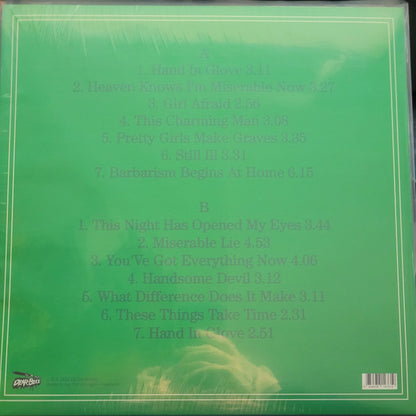 A
1. Hand In Glove 3.11
2. Heaven Knows I'm Miserable Now 3.27
3. Girl Afraid 2.56
4. This Charming Man 3.08
5. Pretty Girls Make Graves 3.35
6. Still Ill 3.31
7. Barbarism Begins At Home 6.15
B
1. This Night Has Opened My Eyes 3.44
2. Miserable Lie 4.53
3. You'Ve Got Everything Now 4.06
4. Handsome Devil 3.12
5. What Difference Does It Make 3.11
6. These Things Take Time 2.31
7. Hand In Glove 2.51
DEAR BOSS